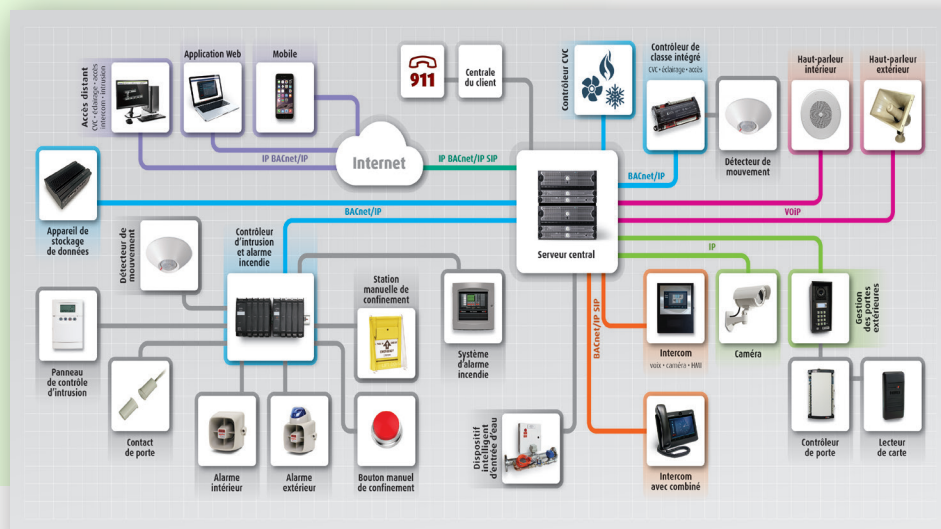 Accès distant
CVC • éclairage • accès
intercom • intrusion
Application Web
Mobile
911
Centrale
du client
Contrôleur CVC
Contrôleur de
classe intégré
CVC • éclairage • accès
Haut-parleur
intérieur
Haut-parleur
extérieur
Internet
IP BACnet/IP
IP BACnet/IP SIP
BACnet/IP
Détecteur de
mouvement
Appareil de
stockage
de données
BACnet/IP
VOiP
Détecteur de
mouvement
Contrôleur
d'intrusion
et alarme
incendie
Serveur central
IP
Station
manuelle de
confinement
BACnet/IP SIP
Gestion
des portes
extérieures
Panneau
de contrôle
d'intrusion
Système
d'alarme
incendie
Intercom
voix • caméra • HMI
Caméra
Contact
de porte
Dispositif
intelligent
d'entrée d'eau
Contrôleur
de porte
Lecteur
de carte
Alarme
intérieur
Alarme
extérieur
Bouton manuel
de confinement
Intercom
avec combiné